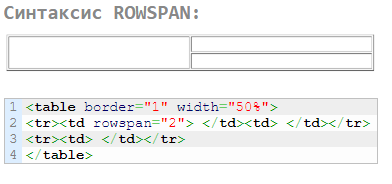 Синтаксис ROWSPAN:
1 <table border="1" width="50%">
2 <tr><td rowspan="2"> </td><td> </td></tr>
3 <tr><td> </td></tr>
4 </table>